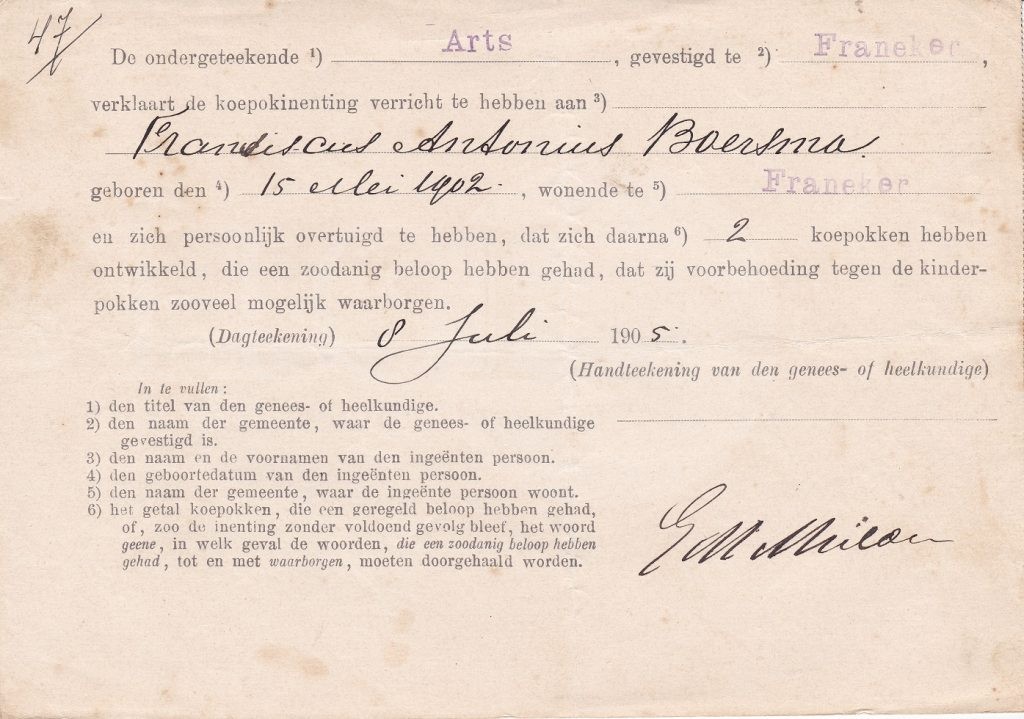 47
De ondergeteekende 1) Arts, gevestigd te 2) Franeker,
verklaart de koepokinenting verricht te hebben aan 3)
Franciscus Antonius Boersma.
geboren den 4) 15 Mei 1902., wonende te 5) Franeker
en zich persoonlijk overtuigd te hebben, dat zich daarna 6) 2 koepokken hebben
ontwikkeld, die een zoodanig beloop hebben gehad, dat zij voorbehoeding tegen de kinder-
pokken zooveel mogelijk waarborgen.
(Dagteekening) 8 Juli 1905.
(Handteekening van den genees- of heelkundige)
In te vullen:
1) den titel van den genees- of heelkundige.
2) den naam der gemeente, waar de genees- of heelkundige
gevestigd is.
3) den naam en de voornamen van den ingeënten persoon.
4) den geboortedatum van den ingeënten persoon.
5) den naam der gemeente, waar de ingeënte persoon woont.
6) het getal koepokken, die een geregeld beloop hebben gehad,
of, zoo de inenting zonder voldoend gevolg bleef, het woord
geene, in welk geval de woorden, die een zoodanig beloop hebben
gehad, tot en met waarborgen, moeten doorgehaald worden.